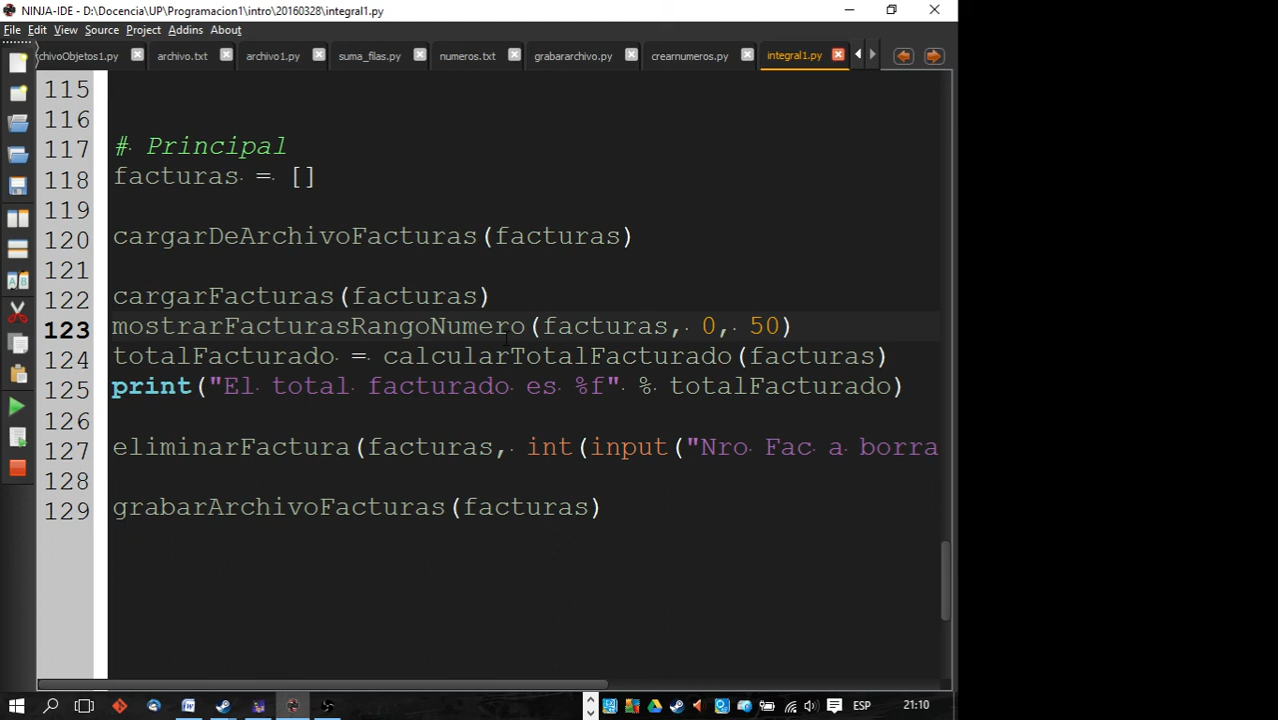 NINJA-IDE - D:\Docencia\UP\Programacion1\intro\20160328\integral1.py
File Edit View Source Project Addins About
chivoObjetos1.py archivo.txt archivo1.py suma_filas.py numeros.txt grabararchivo.py crearnumeros.py integral1.py
115
116
117 # Principal
118 facturas = []
119
120 cargarDeArchivoFacturas(facturas)
121
122 cargarFacturas(facturas)
123 mostrarFacturasRangoNumero(facturas, 0, 50)
124 totalFacturado = calcularTotalFacturado(facturas)
125 print("El total facturado es %f" % totalFacturado)
126
127 eliminarFactura(facturas, int(input("Nro Fac a borra
128
129 grabarArchivoFacturas(facturas)
ESP 21:10